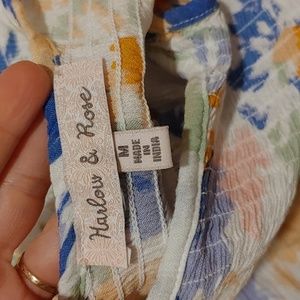 Harlow & Rose
M
MADE IN
INDIA